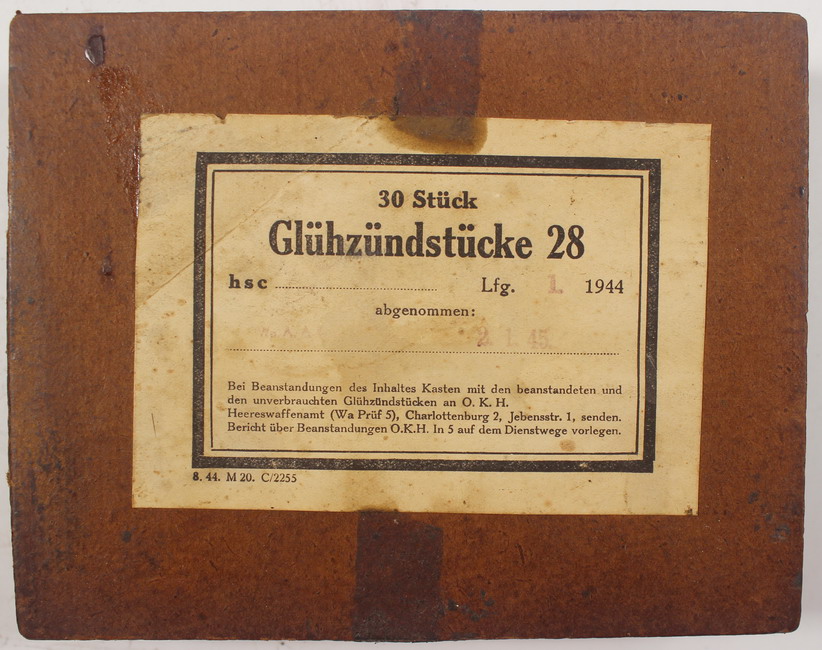 30 Stück
Glühzündstücke 28
hsc Lfg. 1. 1944
abgenommen:
2. 1. 45
Bei Beanstandungen des Inhaltes Kasten mit den beanstandeten und
den unverbrauchten Glühzündstücken an O. K. H.
Heereswaffenamt (Wa Prüf 5), Charlottenburg 2, Jebensstr. 1, senden.
Bericht über Beanstandungen O.K.H. In 5 auf dem Dienstwege vorlegen.
8. 44. M 20. C/2255